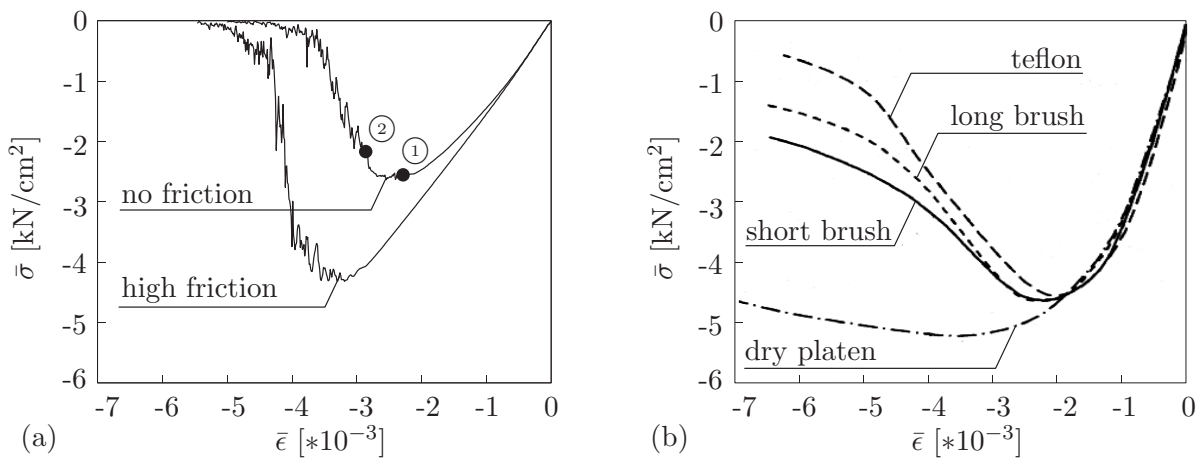 0
-1
-2
-3
-4
-5
-6
σ̄ [kN/cm²]
2
1
no friction
high friction
-7 -6 -5 -4 -3 -2 -1 0
(a)
ϵ̄ [∗10⁻³]
0
-1
-2
-3
-4
-5
-6
σ̄ [kN/cm²]
teflon
long brush
short brush
dry platen
-7 -6 -5 -4 -3 -2 -1 0
(b)
ϵ̄ [∗10⁻³]